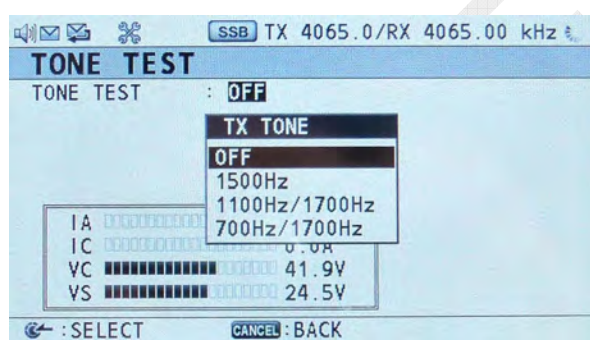 SSB TX 4065.0/RX 4065.00 kHz
TONE TEST
TONE TEST : OFF
TX TONE
OFF
1500Hz
1100Hz/1700Hz
700Hz/1700Hz
IA
IC 0.0A
VC 41.9V
VS 24.5V
:SELECT CANCEL:BACK